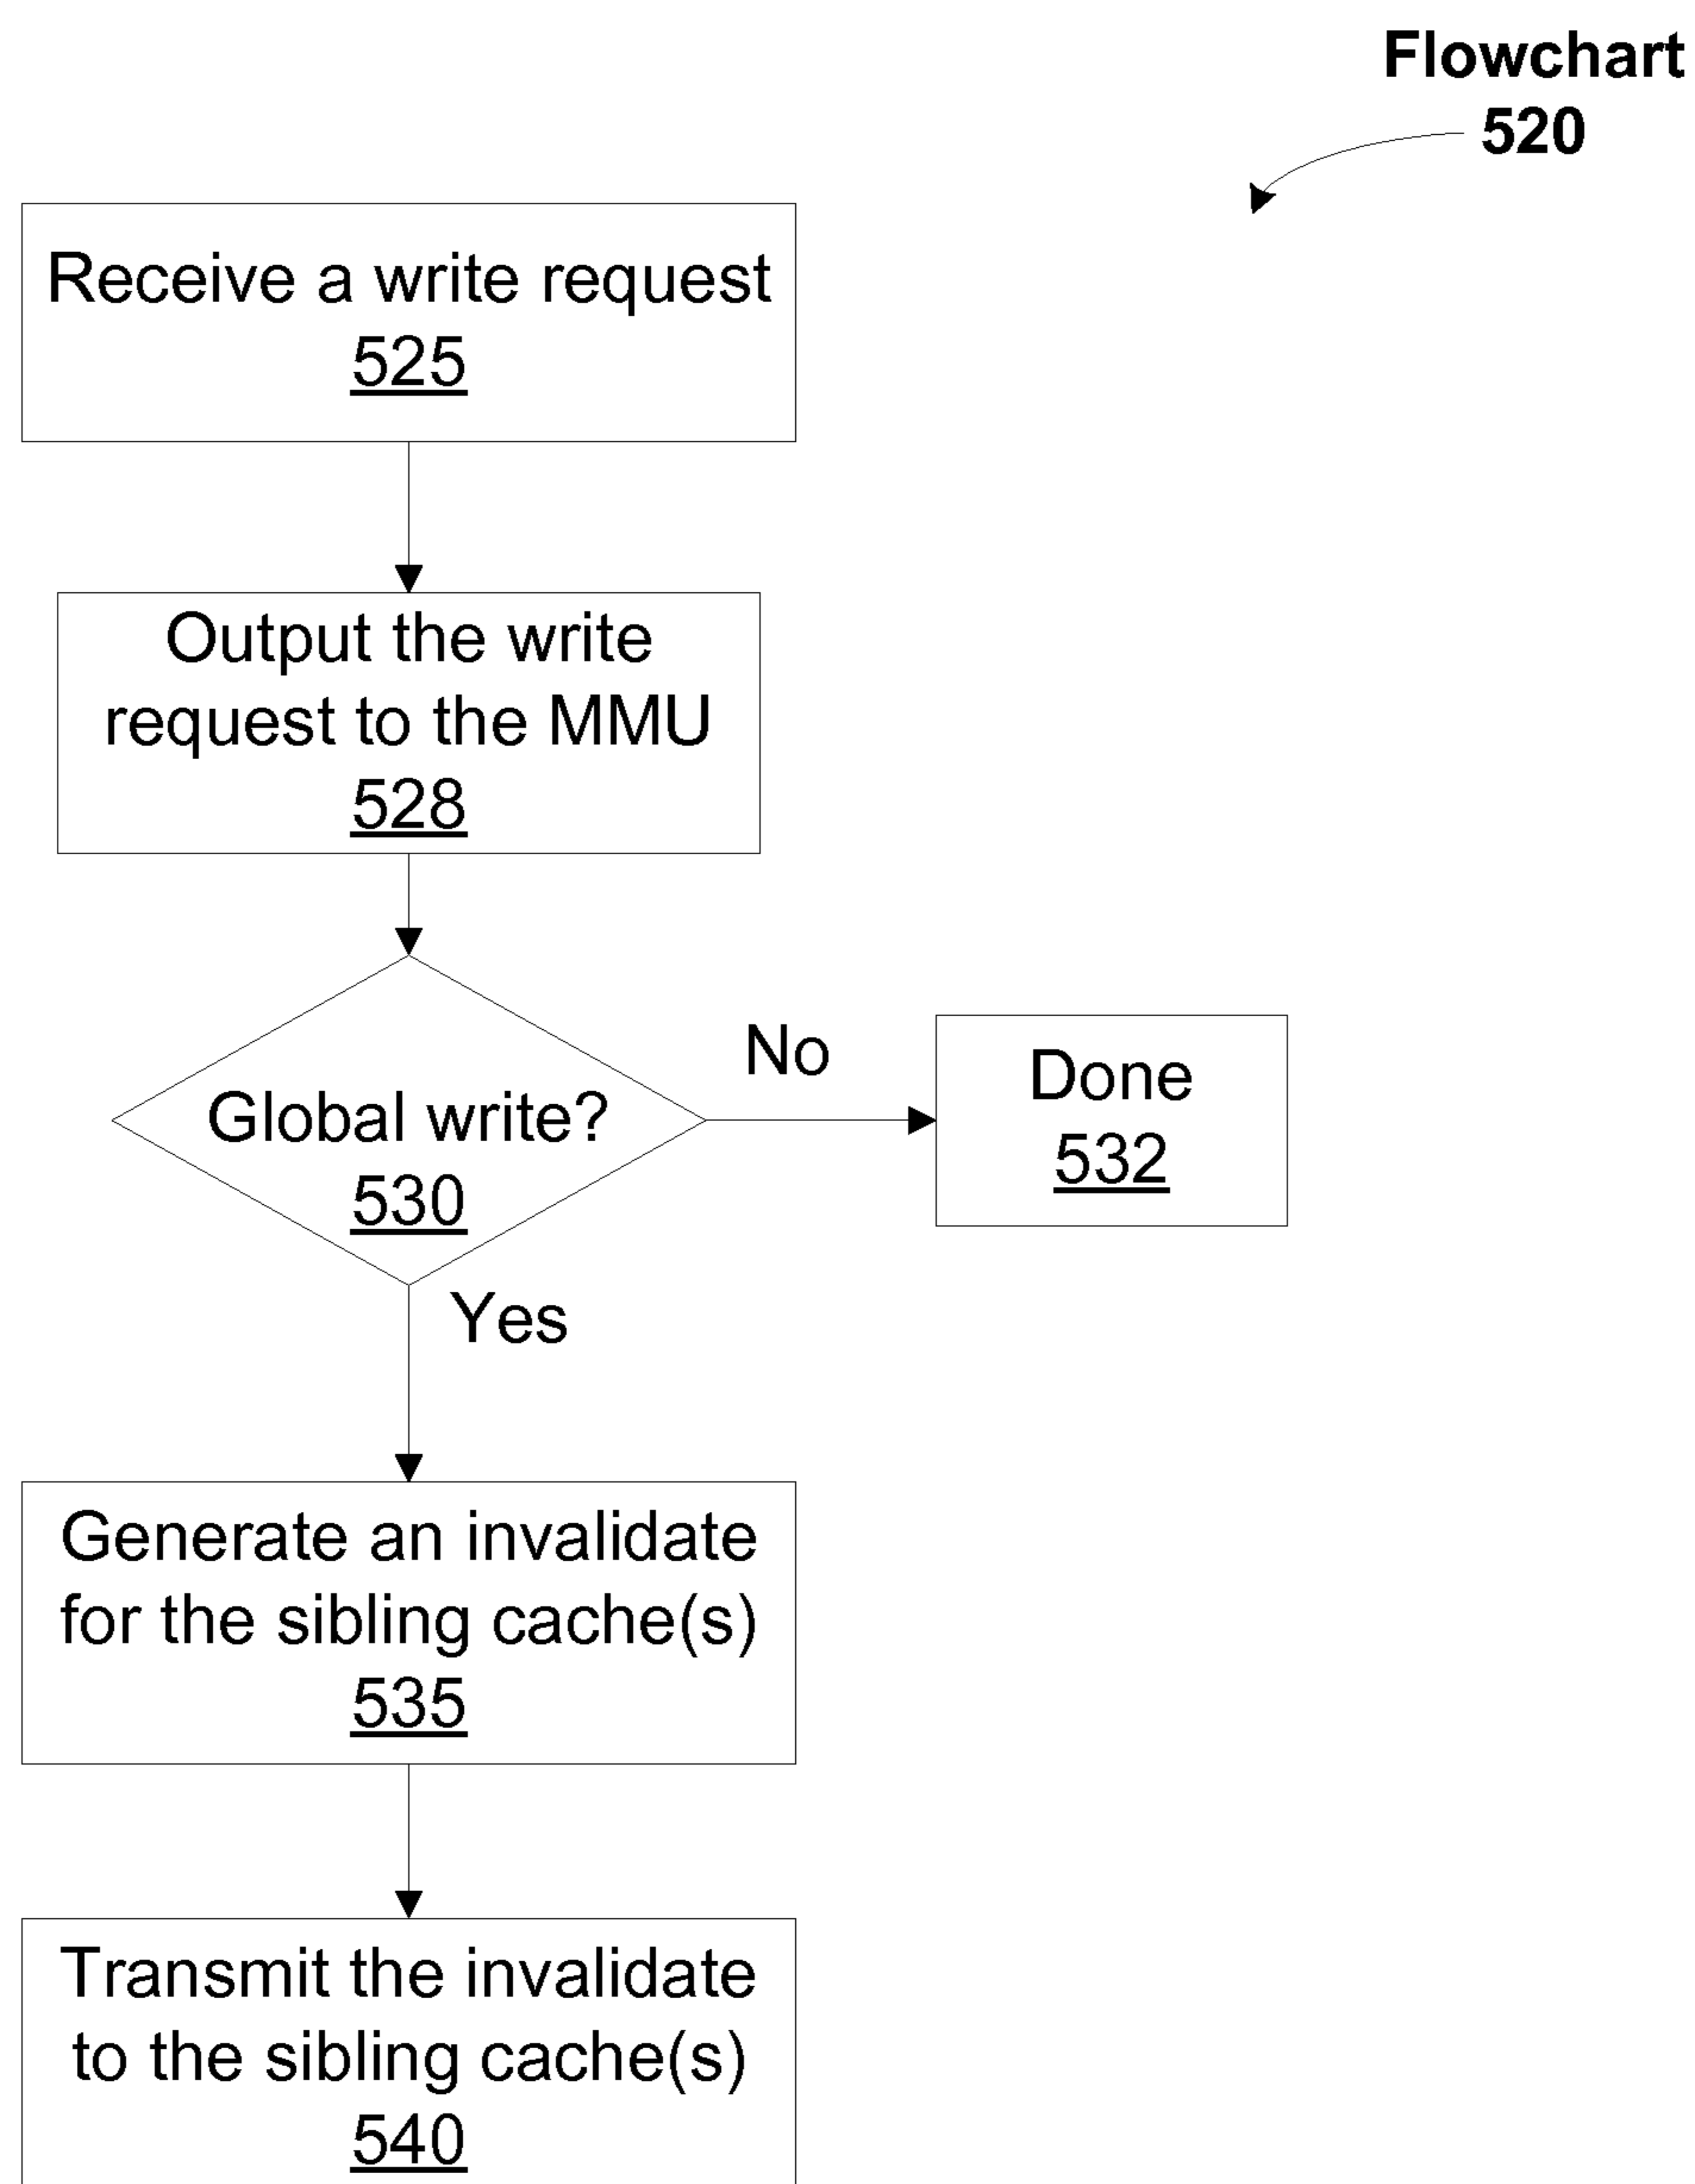 Flowchart
520
Receive a write request
525
Output the write
request to the MMU
528
Global write?
530
No
Done
532
Yes
Generate an invalidate
for the sibling cache(s)
535
Transmit the invalidate
to the sibling cache(s)
540